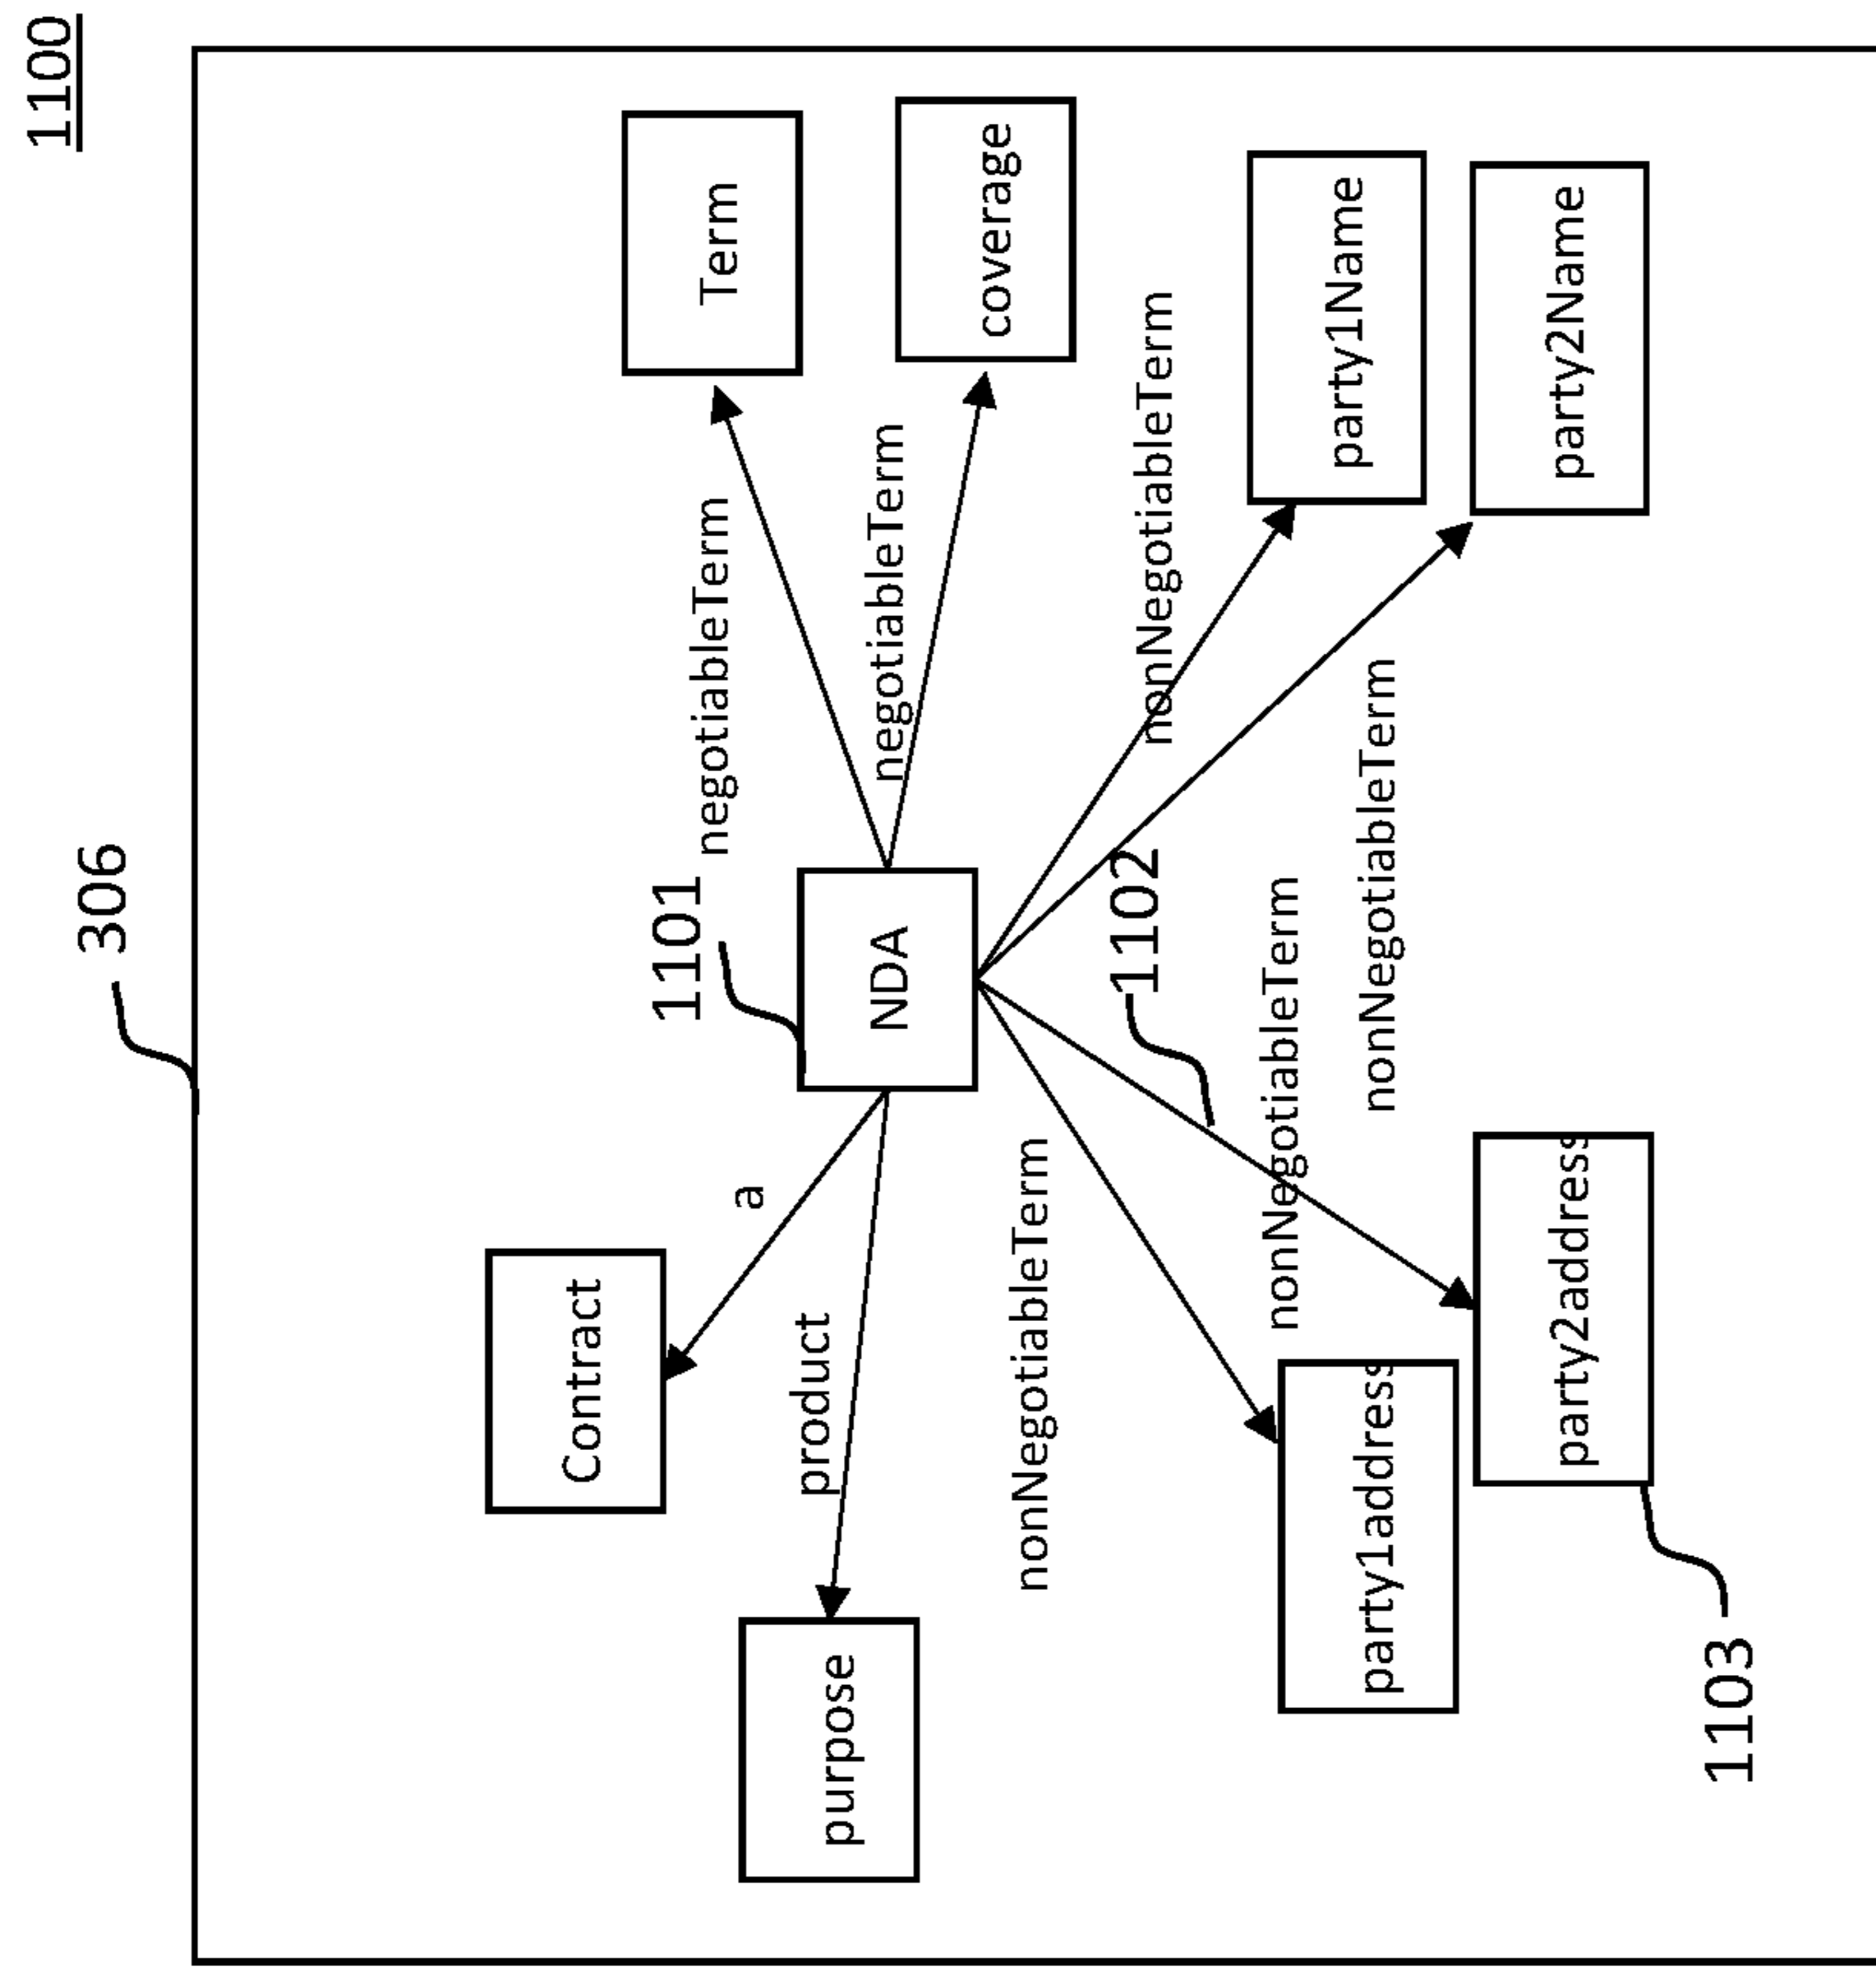 1100
306
Contract
a
1101
negotiableTerm
Term
product
purpose
NDA
negotiableTerm
coverage
nonNegotiableTerm
1102
nonNegotiableTerm
nonNegotiableTerm
party1Name
party1address
nonNegotiableTerm
party2Name
party2address
1103